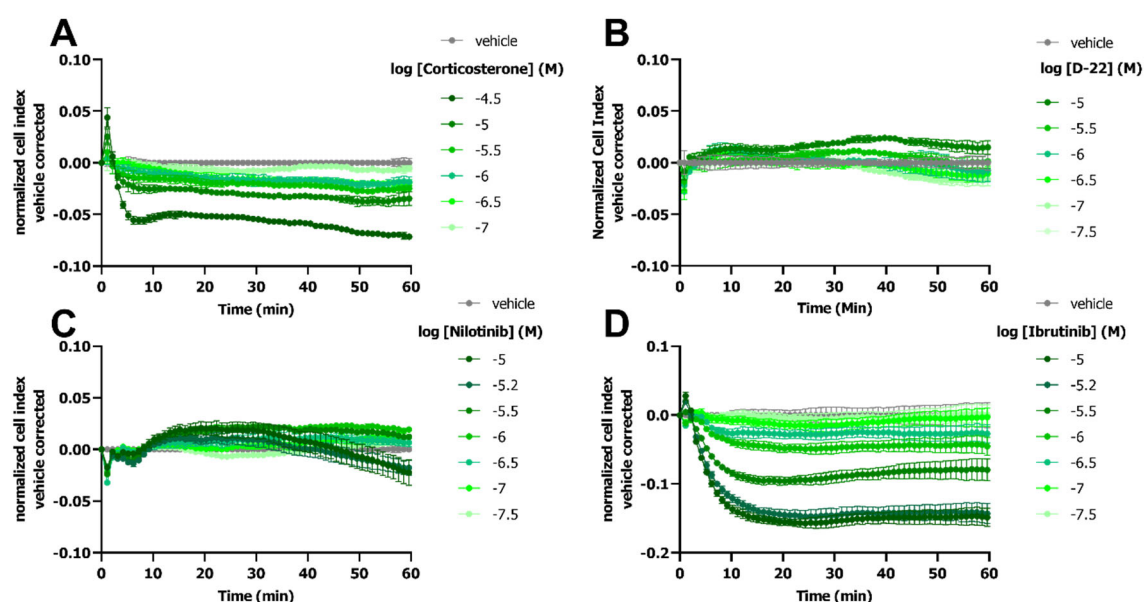 A
vehicle
log [Corticosterone] (M)
-4.5
-5
-5.5
-6
-6.5
-7
normalized cell index
vehicle corrected
0.10
0.05
0.00
-0.05
-0.10
0 10 20 30 40 50 60
Time (min)
B
vehicle
log [D-22] (M)
-5
-5.5
-6
-6.5
-7
-7.5
Normalized Cell Index
vehicle corrected
0.10
0.05
0.00
-0.05
-0.10
0 10 20 30 40 50 60
Time (Min)
C
vehicle
log [Nilotinib] (M)
-5
-5.2
-5.5
-6
-6.5
-7
-7.5
normalized cell index
vehicle corrected
0.10
0.05
0.00
-0.05
-0.10
0 10 20 30 40 50 60
Time (min)
D
vehicle
log [Ibrutinib] (M)
-5
-5.2
-5.5
-6
-6.5
-7
-7.5
normalized cell index
vehicle corrected
0.1
0.0
-0.1
-0.2
0 10 20 30 40 50 60
Time (min)